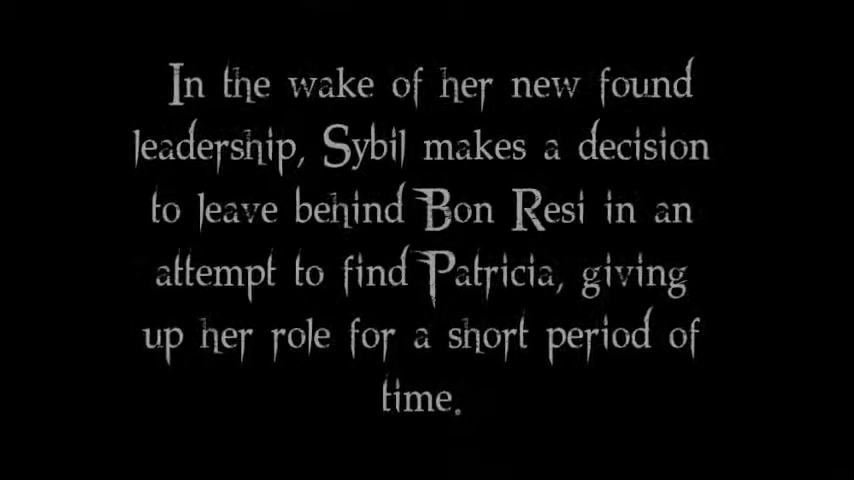 In the wake of her new found
leadership, Sybil makes a decision
to leave behind Bon Resi in an
attempt to find Patricia, giving
up her role for a short period of
time.